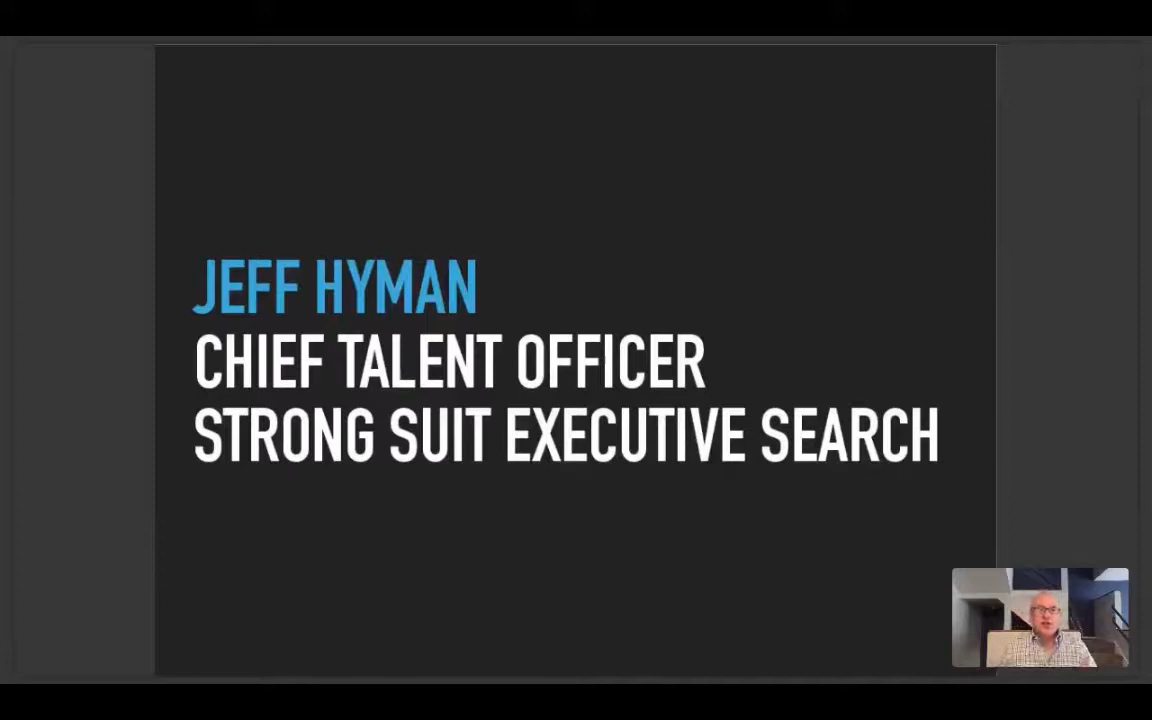 JEFF HYMAN
CHIEF TALENT OFFICER
STRONG SUIT EXECUTIVE SEARCH